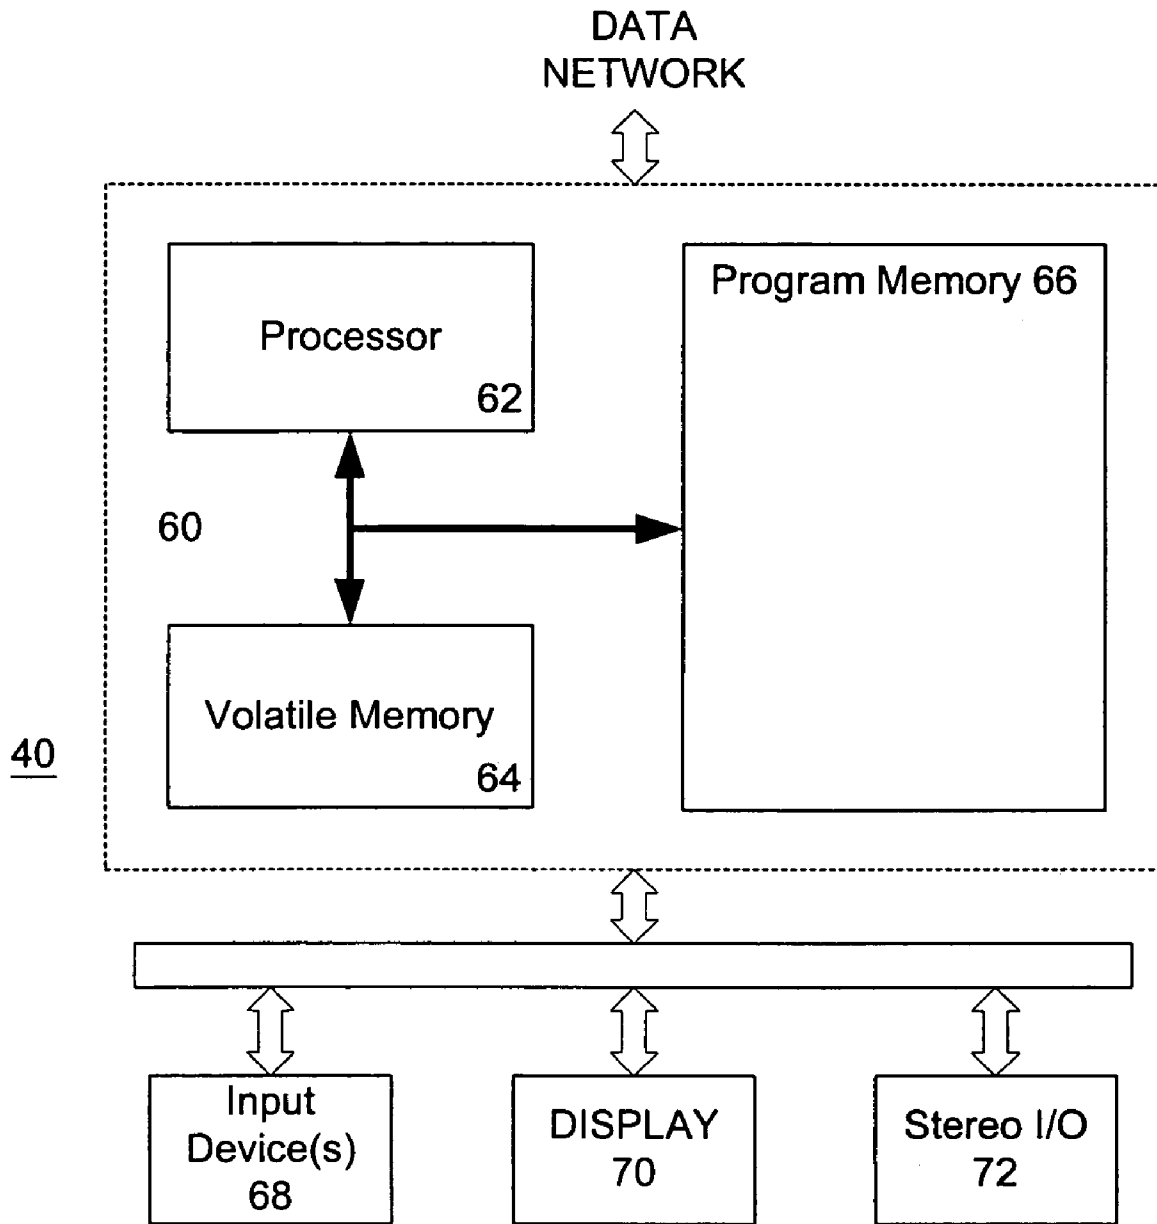 DATA
NETWORK
Processor
62
Program Memory 66
60
Volatile Memory
64
40
Input
Device(s)
68
DISPLAY
70
Stereo I/O
72